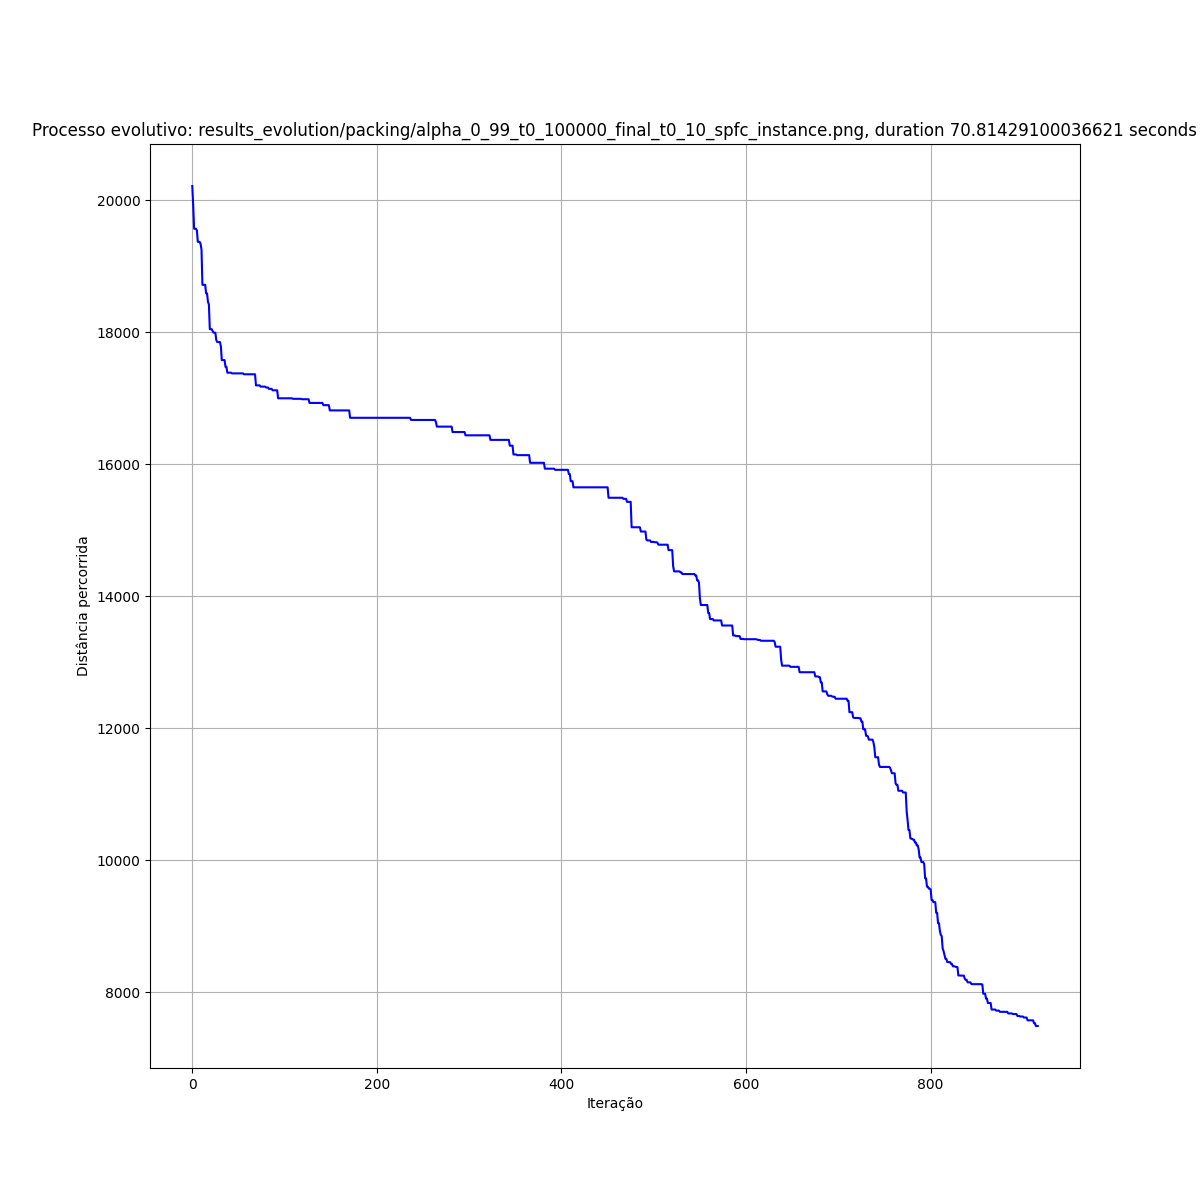 Processo evolutivo: results_evolution/packing/alpha_0_99_t0_100000_final_t0_10_spfc_instance.png, duration 70.81429100036621 seconds
20000
18000
16000
14000
12000
10000
8000
Distância percorrida
0 200 400 600 800
Iteração